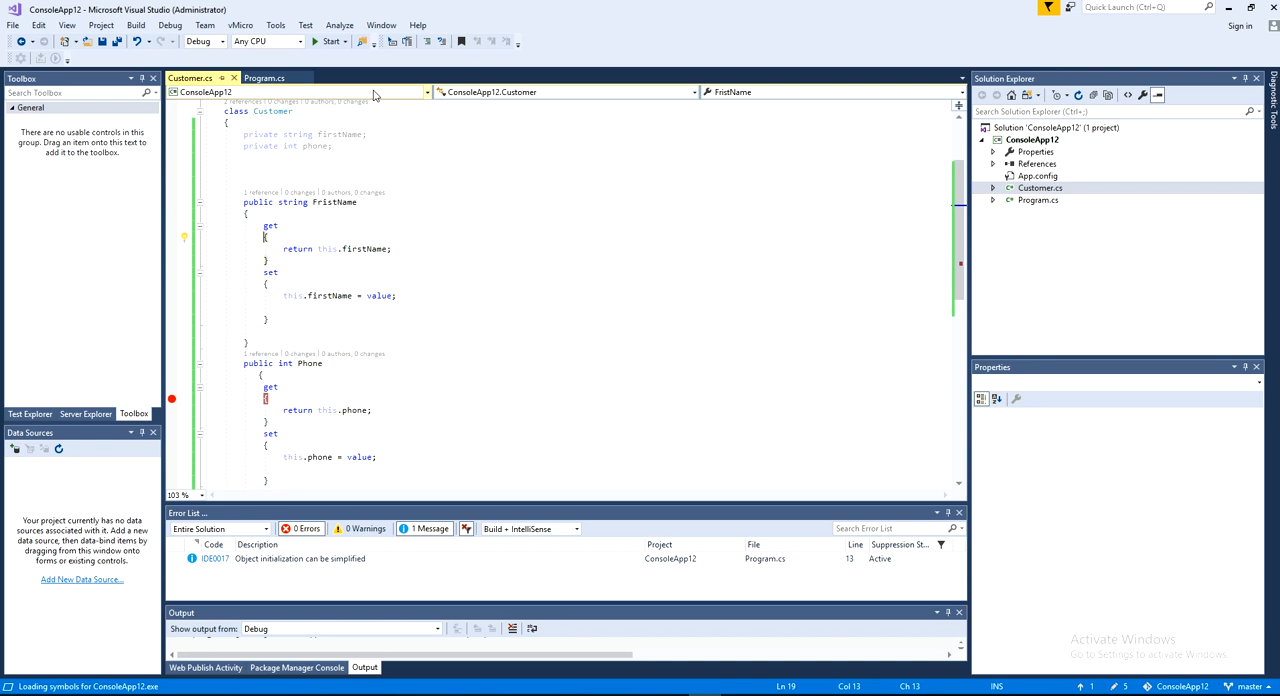 ConsoleApp12 - Microsoft Visual Studio (Administrator)
Quick Launch (Ctrl+Q)
File Edit View Project Build Debug Team vMicro Tools Test Analyze Window Help
Sign in
Debug Any CPU Start
Toolbox
Search Toolbox
General
There are no usable controls in this
group. Drag an item onto this text to
add it to the toolbox.
Test Explorer Server Explorer Toolbox
Data Sources
Your project currently has no data
sources associated with it. Add a new
data source, then data-bind items by
dragging from this window onto
forms or existing controls.
Add New Data Source...
Customer.cs Program.cs
ConsoleApp12 ConsoleApp12.Customer FristName
2 references | 0 changes | 0 authors, 0 changes
class Customer
{
private string firstName;
private int phone;
1 reference | 0 changes | 0 authors, 0 changes
public string FristName
{
get
{
return this.firstName;
}
set
{
this.firstName = value;
}
}
1 reference | 0 changes | 0 authors, 0 changes
public int Phone
{
get
{
return this.phone;
}
set
{
this.phone = value;
}
103 %
Error List ...
Entire Solution 0 Errors 0 Warnings 1 Message Build + IntelliSense Search Error List
Code Description Project File Line Suppression St...
IDE0017 Object initialization can be simplified ConsoleApp12 Program.cs 13 Active
Output
Show output from: Debug
Web Publish Activity Package Manager Console Output
Solution Explorer
Search Solution Explorer (Ctrl+;)
Solution 'ConsoleApp12' (1 project)
ConsoleApp12
Properties
References
App.config
Customer.cs
Program.cs
Properties
Diagnostic Tools
Activate Windows
Go to Settings to activate Windows.
Loading symbols for ConsoleApp12.exe Ln 19 Col 13 Ch 13 INS 1 5 ConsoleApp12 master